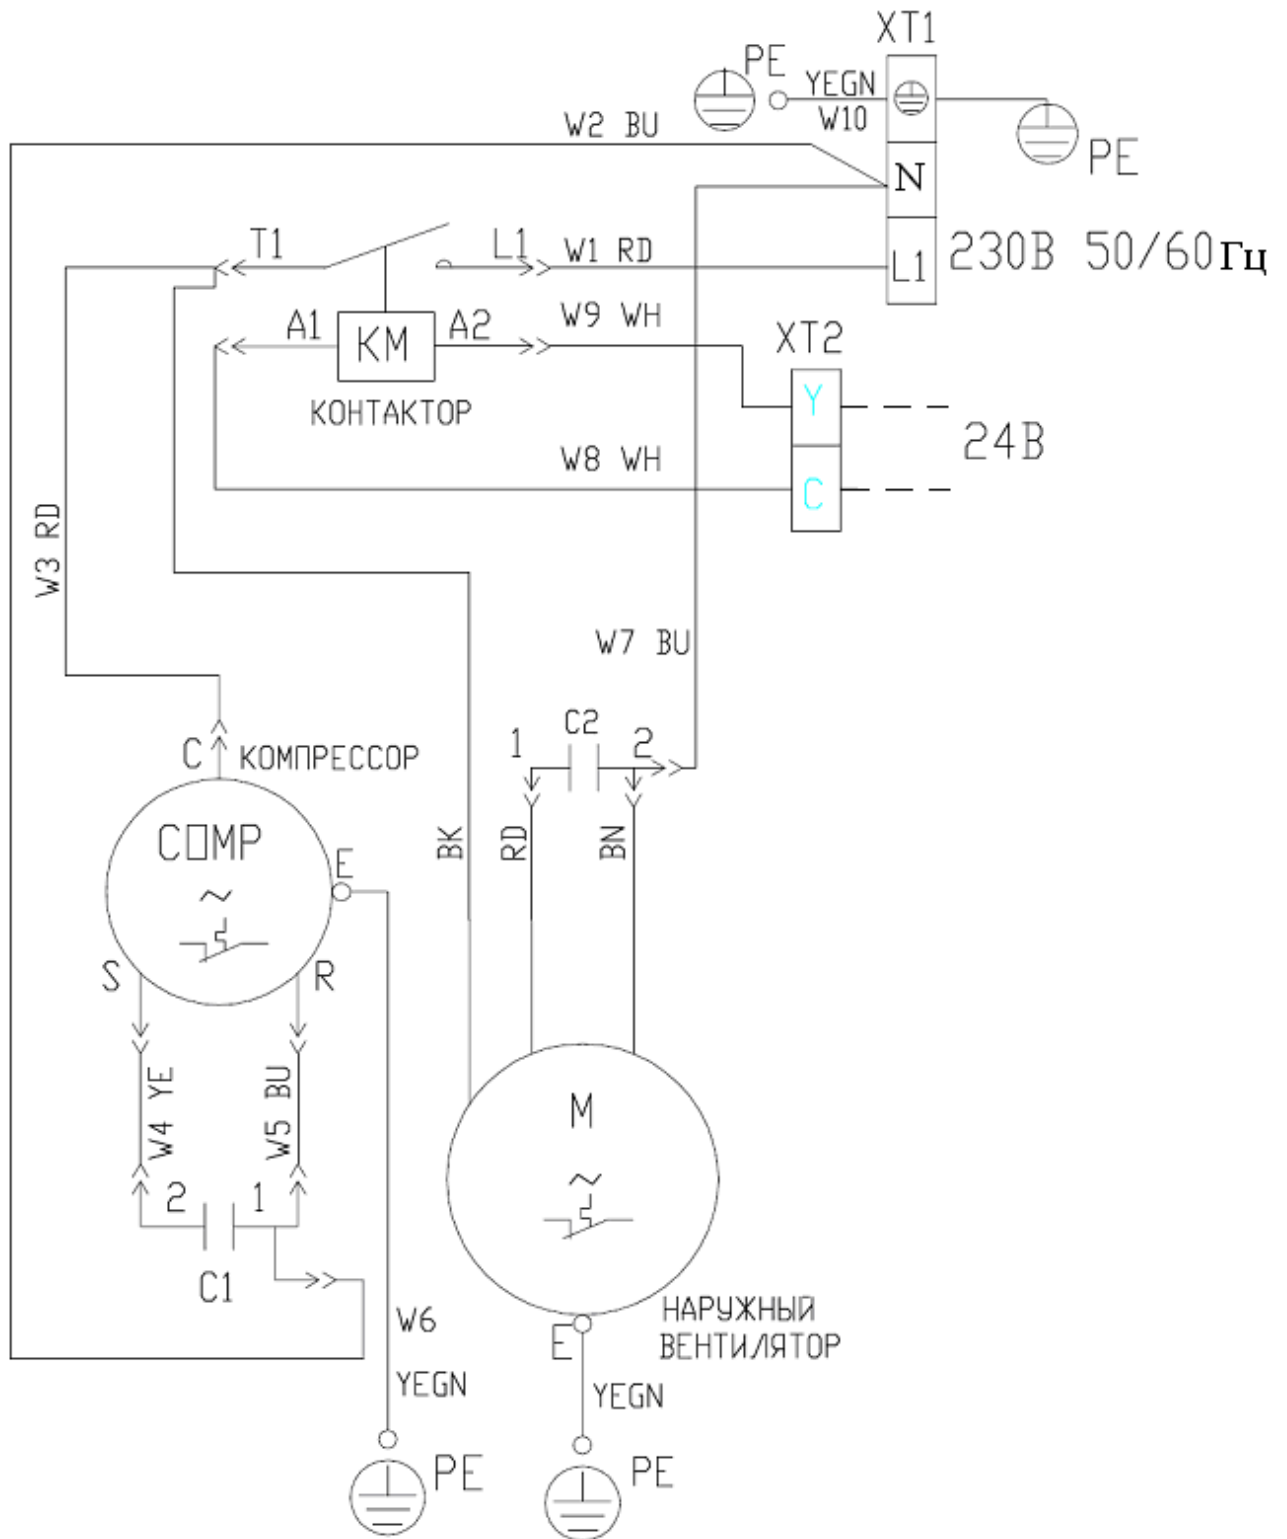 XT1
PE
YEGN
W10
PE
W2 BU
N
T1
L1
W1 RD
L1
230В 50/60Гц
A1
КМ
A2
W9 WH
XT2
КОНТАКТОР
Y
24В
W8 WH
C
W3 RD
W7 BU
C2
1
2
C
КОМПРЕССОР
COMP
~
E
BK
RD
BN
S
R
W4 YE
W5 BU
M
~
2
1
C1
W6
НАРУЖНЫЙ
ВЕНТИЛЯТОР
E
YEGN
YEGN
PE
PE